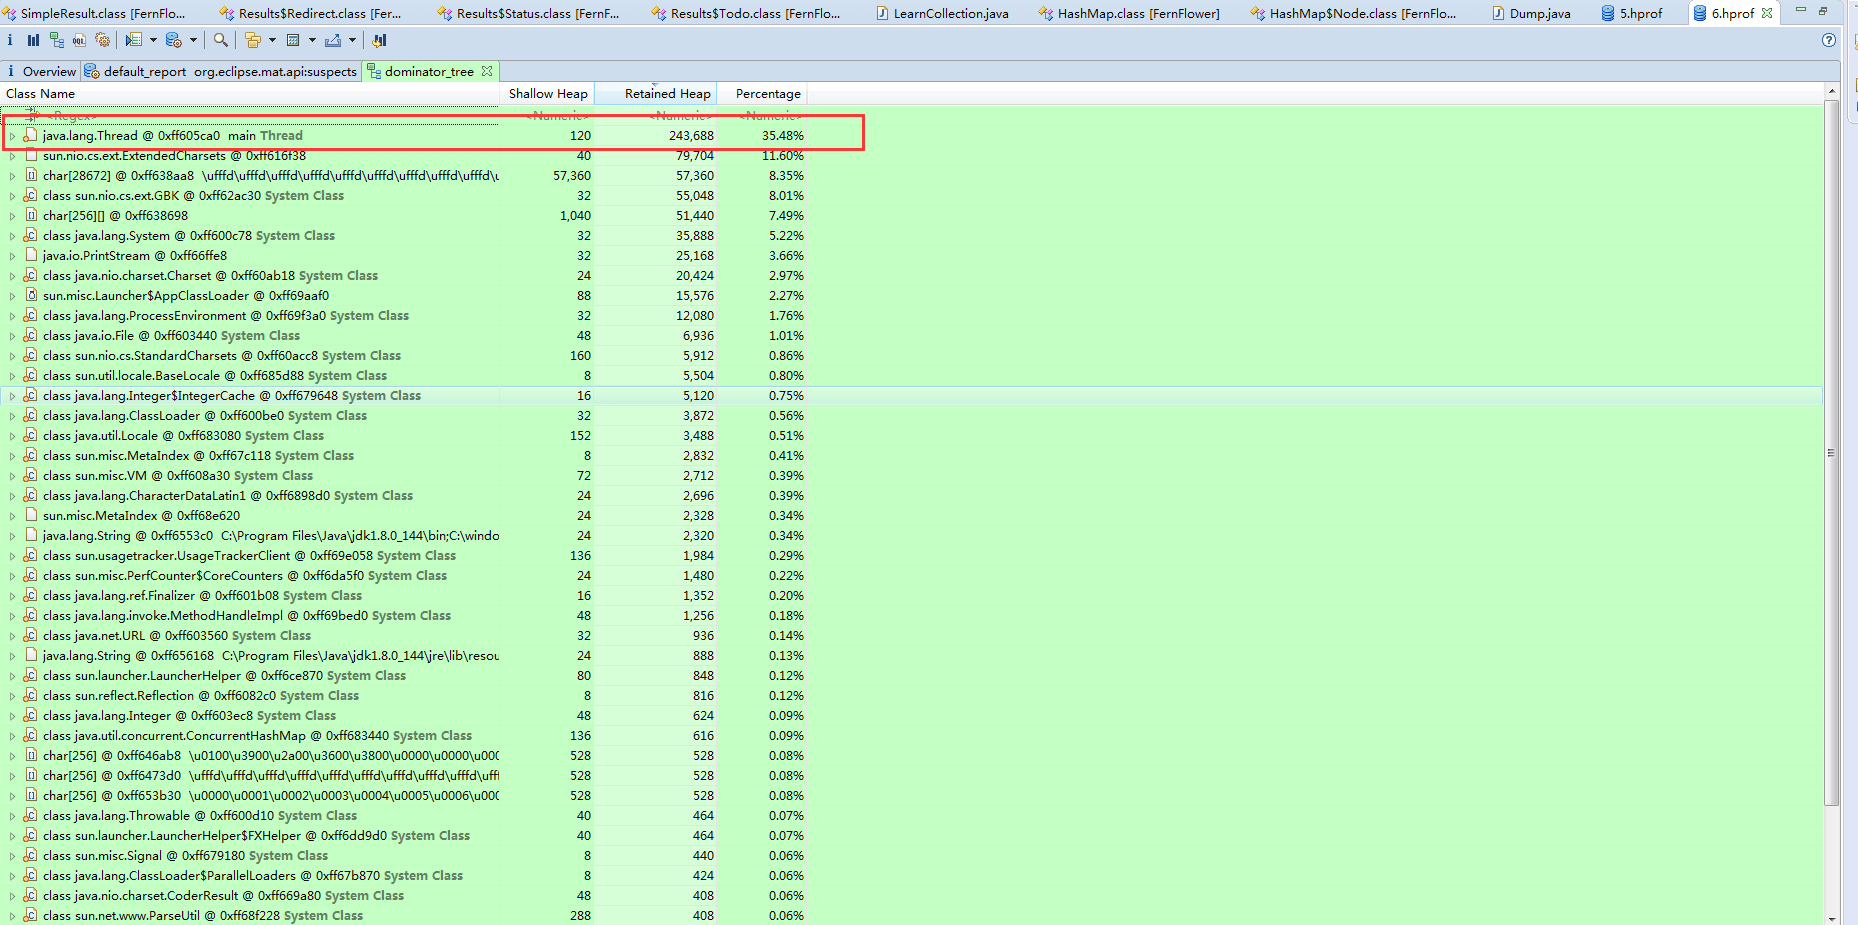 SimpleResult.class [FernFlo... Results$Redirect.class [Fer... Results$Status.class [FernF... Results$Todo.class [FernFlo... LearnCollection.java HashMap.class [FernFlower] HashMap$Node.class [FernFlo... Dump.java 5.hprof 6.hprof
i OQL
i Overview default_report org.eclipse.mat.api:suspects dominator_tree
Class Name Shallow Heap Retained Heap Percentage
<Regex> <Numeric> <Numeric> <Numeric>
java.lang.Thread @ 0xff605ca0 main Thread 120 243,688 35.48%
sun.nio.cs.ext.ExtendedCharsets @ 0xff616f38 40 79,704 11.60%
char[28672] @ 0xff638aa8 \ufffd\ufffd\ufffd\ufffd\ufffd\ufffd\ufffd\ufffd\ufffd\u 57,360 57,360 8.35%
class sun.nio.cs.ext.GBK @ 0xff62ac30 System Class 32 55,048 8.01%
char[256][] @ 0xff638698 1,040 51,440 7.49%
class java.lang.System @ 0xff600c78 System Class 32 35,888 5.22%
java.io.PrintStream @ 0xff66ffe8 32 25,168 3.66%
class java.nio.charset.Charset @ 0xff60ab18 System Class 24 20,424 2.97%
sun.misc.Launcher$AppClassLoader @ 0xff69aaf0 88 15,576 2.27%
class java.lang.ProcessEnvironment @ 0xff69f3a0 System Class 32 12,080 1.76%
class java.io.File @ 0xff603440 System Class 48 6,936 1.01%
class sun.nio.cs.StandardCharsets @ 0xff60acc8 System Class 160 5,912 0.86%
class sun.util.locale.BaseLocale @ 0xff685d88 System Class 8 5,504 0.80%
class java.lang.Integer$IntegerCache @ 0xff679648 System Class 16 5,120 0.75%
class java.lang.ClassLoader @ 0xff600be0 System Class 32 3,872 0.56%
class java.util.Locale @ 0xff683080 System Class 152 3,488 0.51%
class sun.misc.MetaIndex @ 0xff67c118 System Class 8 2,832 0.41%
class sun.misc.VM @ 0xff608a30 System Class 72 2,712 0.39%
class java.lang.CharacterDataLatin1 @ 0xff6898d0 System Class 24 2,696 0.39%
sun.misc.MetaIndex @ 0xff68e620 24 2,328 0.34%
java.lang.String @ 0xff6553c0 C:\Program Files\Java\jdk1.8.0_144\bin;C:\windo 24 2,320 0.34%
class sun.usagetracker.UsageTrackerClient @ 0xff69e058 System Class 136 1,984 0.29%
class sun.misc.PerfCounter$CoreCounters @ 0xff6da5f0 System Class 24 1,480 0.22%
class java.lang.ref.Finalizer @ 0xff601b08 System Class 16 1,352 0.20%
class java.lang.invoke.MethodHandleImpl @ 0xff69bed0 System Class 48 1,256 0.18%
class java.net.URL @ 0xff603560 System Class 32 936 0.14%
java.lang.String @ 0xff656168 C:\Program Files\Java\jdk1.8.0_144\jre\lib\resou 24 888 0.13%
class sun.launcher.LauncherHelper @ 0xff6ce870 System Class 80 848 0.12%
class sun.reflect.Reflection @ 0xff6082c0 System Class 8 816 0.12%
class java.lang.Integer @ 0xff603ec8 System Class 48 624 0.09%
class java.util.concurrent.ConcurrentHashMap @ 0xff683440 System Class 136 616 0.09%
char[256] @ 0xff646ab8 \u0100\u3900\u2a00\u3600\u3800\u0000\u0000\u000 528 528 0.08%
char[256] @ 0xff6473d0 \ufffd\ufffd\ufffd\ufffd\ufffd\ufffd\ufffd\ufffd\ufffd\uff 528 528 0.08%
char[256] @ 0xff653b30 \u0000\u0001\u0002\u0003\u0004\u0005\u0006\u000 528 528 0.08%
class java.lang.Throwable @ 0xff600d10 System Class 40 464 0.07%
class sun.launcher.LauncherHelper$FXHelper @ 0xff6dd9d0 System Class 40 464 0.07%
class sun.misc.Signal @ 0xff679180 System Class 8 440 0.06%
class java.lang.ClassLoader$ParallelLoaders @ 0xff67b870 System Class 8 424 0.06%
class java.nio.charset.CoderResult @ 0xff669a80 System Class 48 408 0.06%
class sun.net.www.ParseUtil @ 0xff68f228 System Class 288 408 0.06%